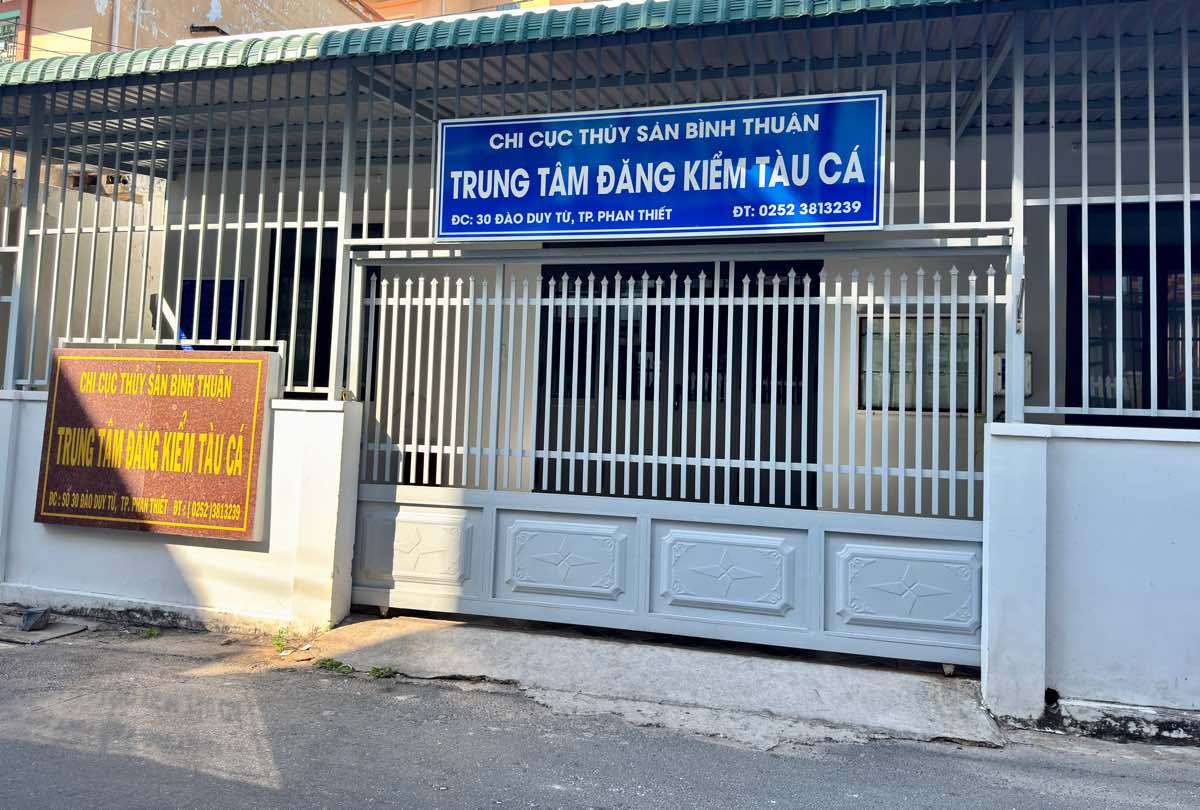 CHI CỤC THỦY SẢN BÌNH THUẬN
TRUNG TÂM ĐĂNG KIỂM TÀU CÁ
ĐC: 30 ĐÀO DUY TỪ, TP. PHAN THIẾT ĐT: 0252 3813239
CHI CỤC THỦY SẢN BÌNH THUẬN
TRUNG TÂM ĐĂNG KIỂM TÀU CÁ
ĐC : SỐ 30 ĐÀO DUY TỪ, TP. PHAN THIẾT ĐT : ( 0252 )3813239